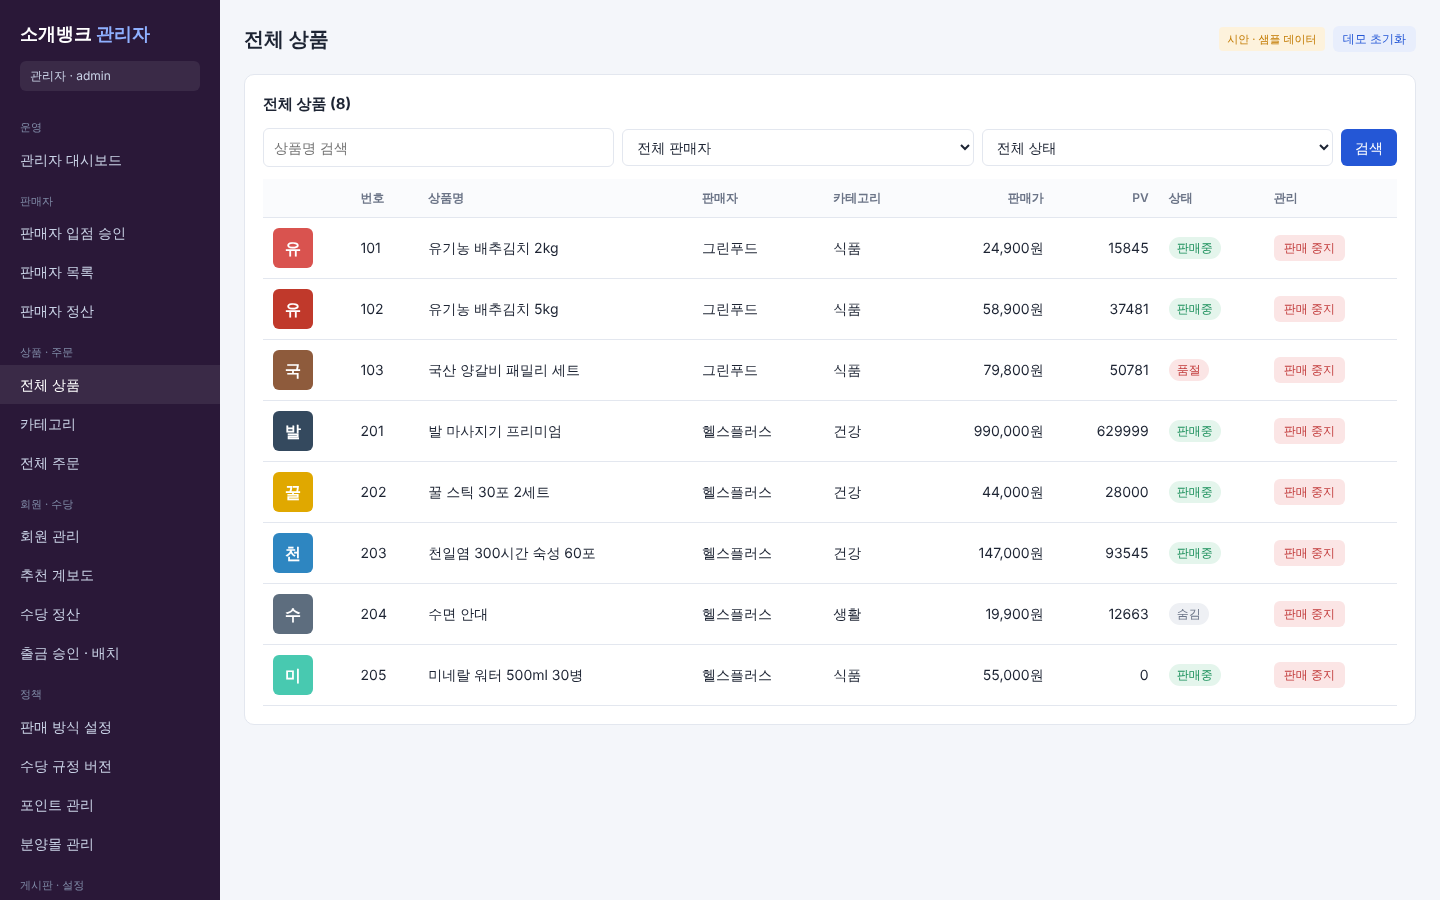 소개뱅크 관리자
관리자 · admin
운영
관리자 대시보드
판매자
판매자 입점 승인
판매자 목록
판매자 정산
상품 · 주문
전체 상품
카테고리
전체 주문
회원 · 수당
회원 관리
추천 계보도
수당 정산
출금 승인 · 배치
정책
판매 방식 설정
수당 규정 버전
포인트 관리
분양몰 관리
게시판 · 설정
전체 상품
시안 · 샘플 데이터 데모 초기화
전체 상품 (8)
상품명 검색 전체 판매자 전체 상태 검색
번호 상품명 판매자 카테고리 판매가 PV 상태 관리
유 101 유기농 배추김치 2kg 그린푸드 식품 24,900원 15845 판매중 판매 중지
유 102 유기농 배추김치 5kg 그린푸드 식품 58,900원 37481 판매중 판매 중지
국 103 국산 양갈비 패밀리 세트 그린푸드 식품 79,800원 50781 품절 판매 중지
발 201 발 마사지기 프리미엄 헬스플러스 건강 990,000원 629999 판매중 판매 중지
꿀 202 꿀 스틱 30포 2세트 헬스플러스 건강 44,000원 28000 판매중 판매 중지
천 203 천일염 300시간 숙성 60포 헬스플러스 건강 147,000원 93545 판매중 판매 중지
수 204 수면 안대 헬스플러스 생활 19,900원 12663 숨김 판매 중지
미 205 미네랄 워터 500ml 30병 헬스플러스 식품 55,000원 0 판매중 판매 중지